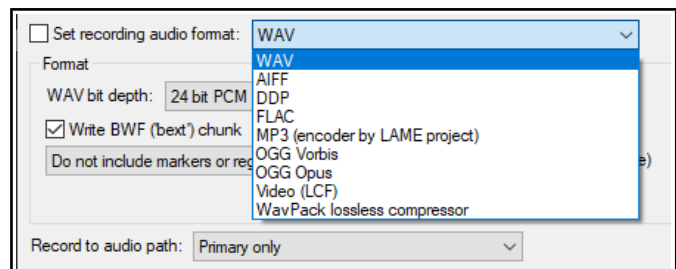 Set recording audio format: WAV
WAV
Format
AIFF
DDP
WAV bit depth: 24 bit PCM
FLAC
MP3 (encoder by LAME project)
Write BWF ('bext') chunk
OGG Vorbis
Do not include markers or reg e)
OGG Opus
Video (LCF)
WavPack lossless compressor
Record to audio path: Primary only